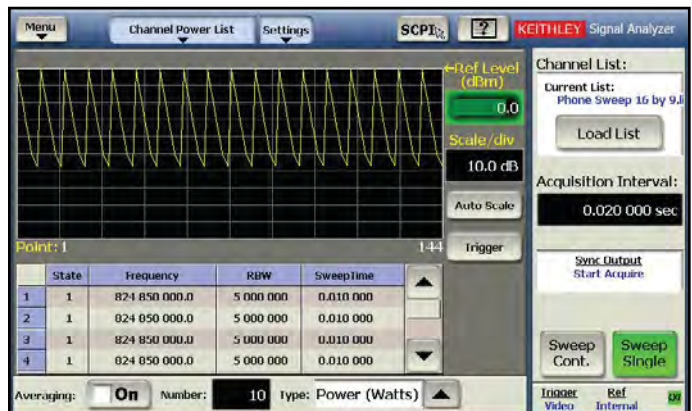 Menu Channel Power List Settings SCPI ? KEITHLEY Signal Analyzer
←Ref Level
(dBm)
0.0
Scale/div
10.0 dB
Auto Scale
Trigger
Point: 1 144
State Frequency RBW SweepTime
1 1 824 850 000.0 5 000 000 0.010 000
2 1 824 850 000.0 5 000 000 0.010 000
3 1 824 850 000.0 5 000 000 0.010 000
4 1 824 850 000.0 5 000 000 0.010 000
Averaging: On Number: 10 Type: Power (Watts)
Channel List:
Current List:
Phone Sweep 16 by 9.li
Load List
Acquisition Interval:
0.020 000 sec
Sync Output
Start Acquire
Sweep Cont.
Sweep Single
Trigger Ref
Video Internal